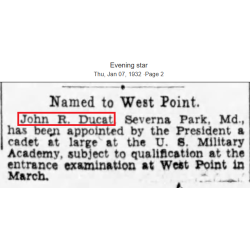 Evening star
Thu, Jan 07, 1932 · Page 2
Named to West Point.
John R. Ducat, Severna Park, Md.,
has been appointed by the President a
cadet at large at the U. S. Military
Academy, subject to qualification at the
entrance examination at West Point in
March.